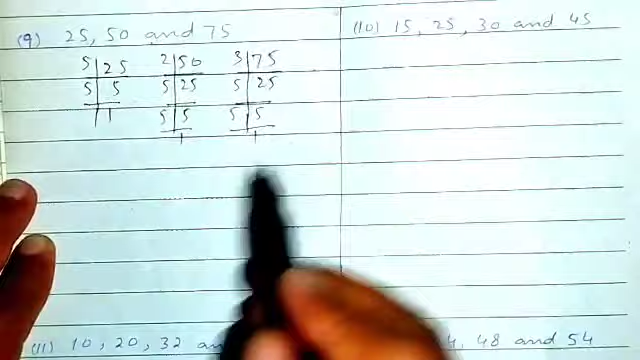 (9) 25, 50 and 75
5 | 25
5 | 5
| 1
2 | 50
5 | 25
5 | 5
1
3 | 75
5 | 25
5 | 5
1
(10) 15, 25, 30 and 45
(11) 10, 20, 32
48 and 54